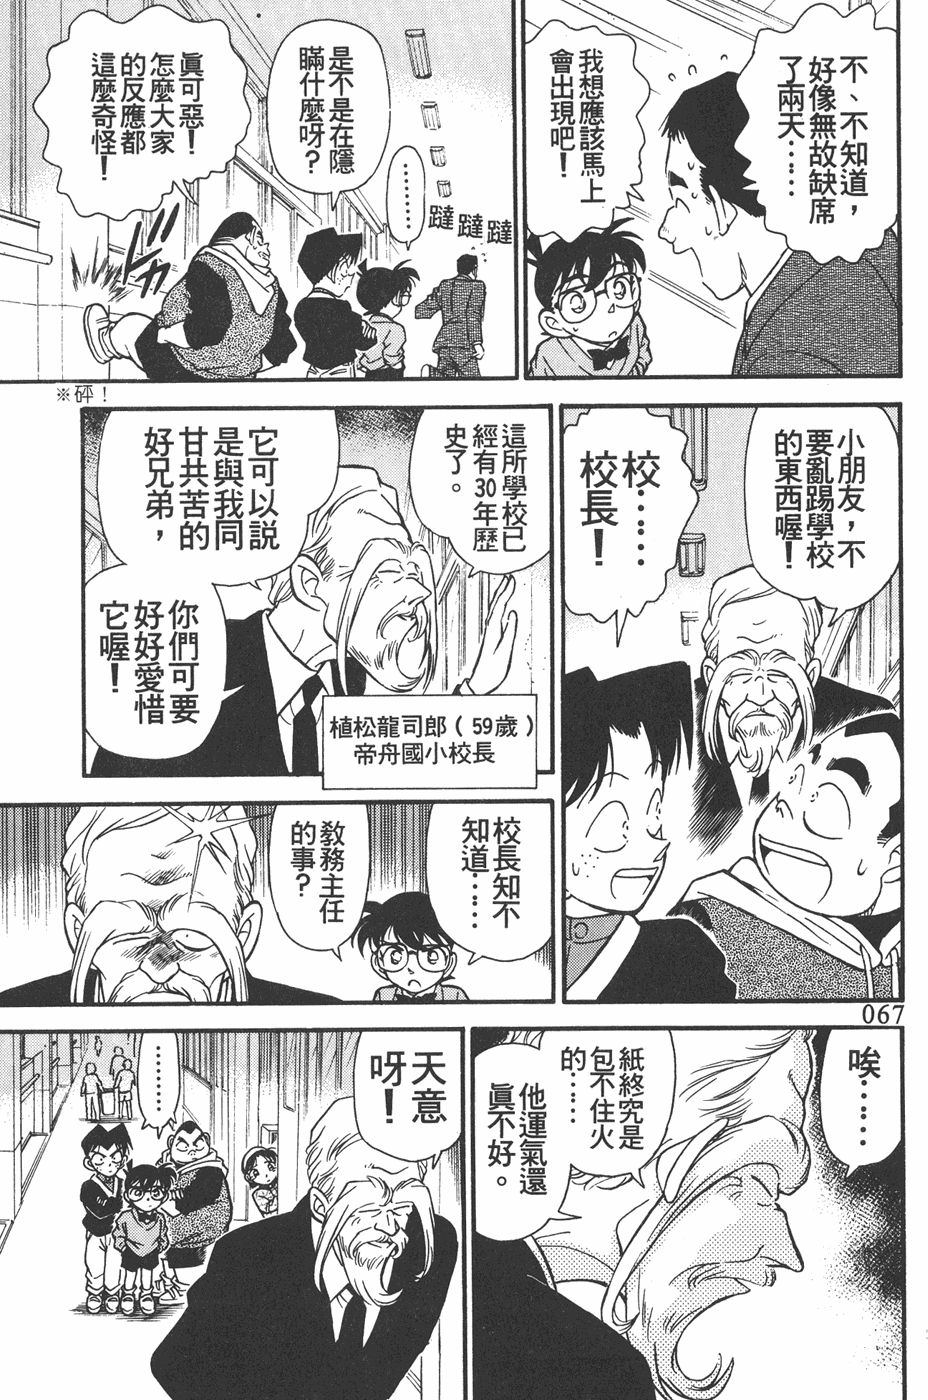 不、不知道，
好像無故缺席
了兩天……
我想應該馬上
會出現吧！
………
躂
躂
躂
是不是在隱
瞞什麼呀？
眞可惡！
怎麼大家
的反應都
這麼奇怪！
ドカ
※砰！
小朋友，不
要亂踢學校
的東西喔！
校……
校長！
這所學校已
經有30年歷
史了。
它可以說
是與我同
甘共苦的
好兄弟，
你們可要
好好愛惜
它喔！
植松龍司郎（59歲）
帝舟國小校長
校長知不
知道……
教務主任
的事？
067
唉……
紙終究是
包不住火
的……
他運氣還
眞不好。
天意
呀！
………